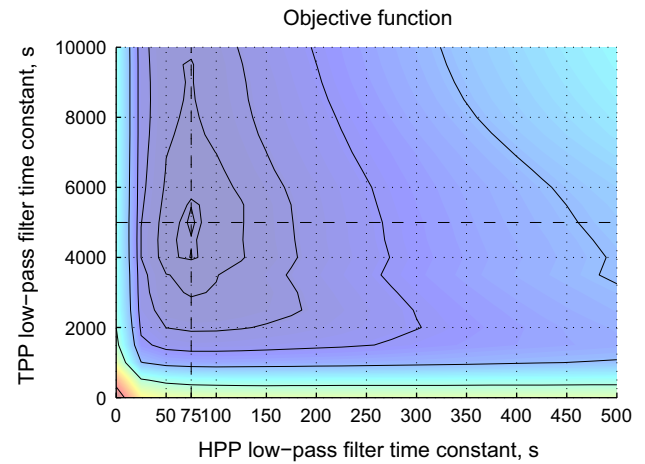 Objective function
TPP low−pass filter time constant, s
10000
8000
6000
4000
2000
0
0 50 75 100 150 200 250 300 350 400 450 500
HPP low−pass filter time constant, s